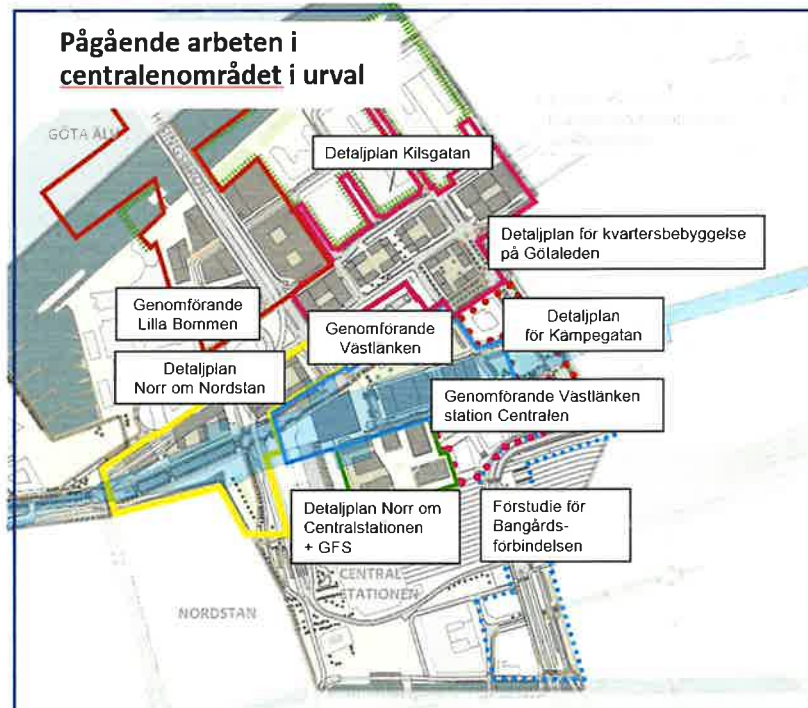 Pågående arbeten i
centralenområdet i urval
GÖTA ÄLV
Detaljplan Kilsgatan
Detaljplan för kvartersbebyggelse
på Götaleden
Genomförande
Lilla Bommen
Genomförande
Västlänken
Detaljplan
för Kämpegatan
Detaljplan
Norr om Nordstan
Genomförande Västlänken
station Centralen
Detaljplan Norr om
Centralstationen
+ GFS
Förstudie för
Bangårds-
förbindelsen
CENTRAL
STATIONEN
NORDSTAN